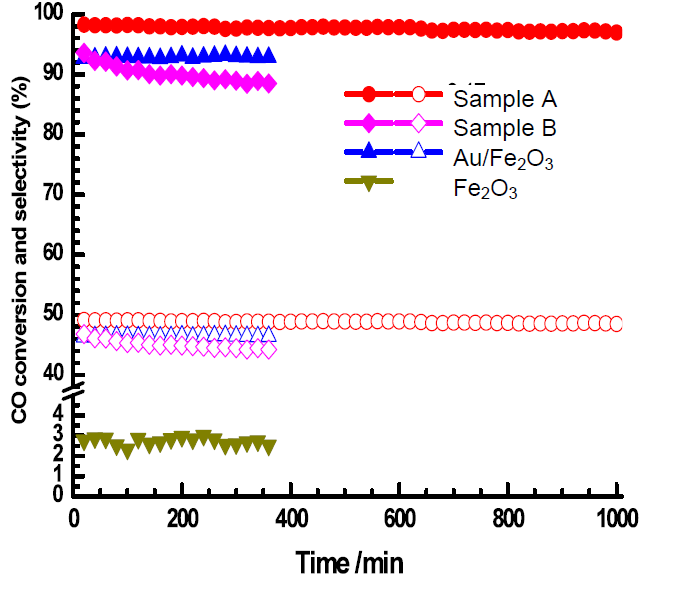 100
90
80
70
60
50
40
4
3
2
1
0
CO conversion and selectivity (%)
Sample A
Sample B
Au/Fe₂O₃
Fe₂O₃
0 200 400 600 800 1000
Time /min